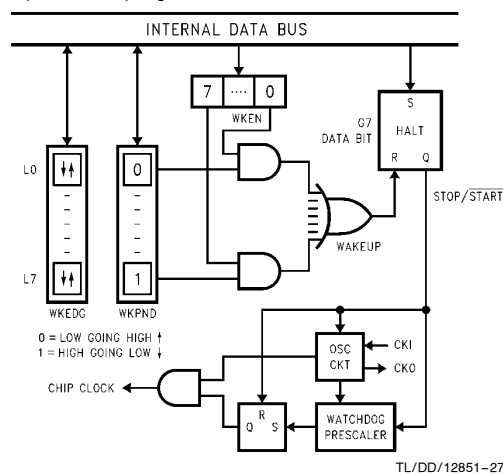 INTERNAL DATA BUS
7 .... 0
WKEN
S
G7
DATA BIT
HALT
R Q
L0
0
STOP/START
WAKEUP
L7
1
WKEDG WKPND
0 = LOW GOING HIGH ↑
1 = HIGH GOING LOW ↓
OSC
CKT
CKI
CKO
CHIP CLOCK
R
Q S
WATCHDOG
PRESCALER
TL/DD/12851–27